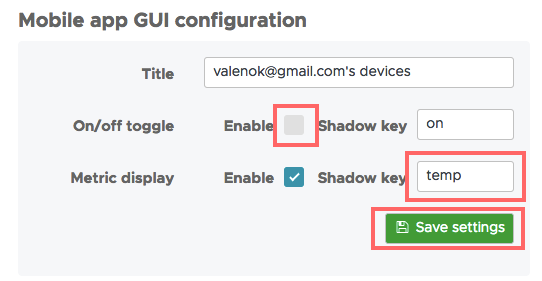 Mobile app GUI configuration
Title valenok@gmail.com's devices
On/off toggle Enable Shadow key on
Metric display Enable Shadow key temp
Save settings